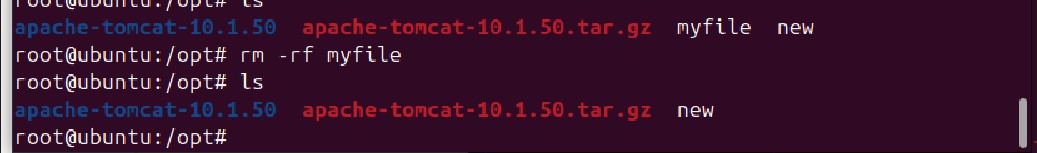 root@ubuntu:/opt# ls
apache-tomcat-10.1.50 apache-tomcat-10.1.50.tar.gz myfile new
root@ubuntu:/opt# rm -rf myfile
root@ubuntu:/opt# ls
apache-tomcat-10.1.50 apache-tomcat-10.1.50.tar.gz new
root@ubuntu:/opt#